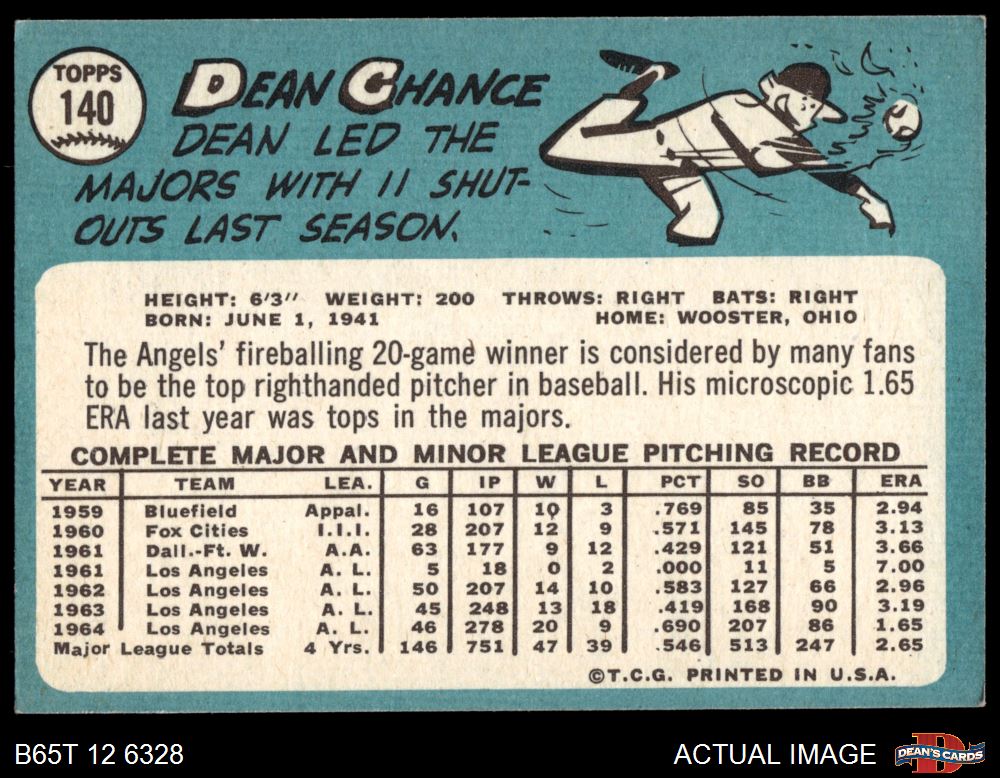 TOPPS
140
DEAN CHANCE
DEAN LED THE
MAJORS WITH 11 SHUT-
OUTS LAST SEASON.
HEIGHT: 6'3" WEIGHT: 200 THROWS: RIGHT BATS: RIGHT
BORN: JUNE 1, 1941 HOME: WOOSTER, OHIO
The Angels' fireballing 20-game winner is considered by many fans
to be the top righthanded pitcher in baseball. His microscopic 1.65
ERA last year was tops in the majors.
COMPLETE MAJOR AND MINOR LEAGUE PITCHING RECORD
YEAR TEAM LEA. G IP W L PCT SO BB ERA
1959 Bluefield Appal. 16 107 10 3 .769 85 35 2.94
1960 Fox Cities I.I.I. 28 207 12 9 .571 145 78 3.13
1961 Dall.-Ft. W. A.A. 63 177 9 12 .429 121 51 3.66
1961 Los Angeles A. L. 5 18 0 2 .000 11 5 7.00
1962 Los Angeles A. L. 50 207 14 10 .583 127 66 2.96
1963 Los Angeles A. L. 45 248 13 18 .419 168 90 3.19
1964 Los Angeles A. L. 46 278 20 9 .690 207 86 1.65
Major League Totals 4 Yrs. 146 751 47 39 .546 513 247 2.65
©T.C.G. PRINTED IN U.S.A.
B65T 12 6328 ACTUAL IMAGE DEAN'S CARDS